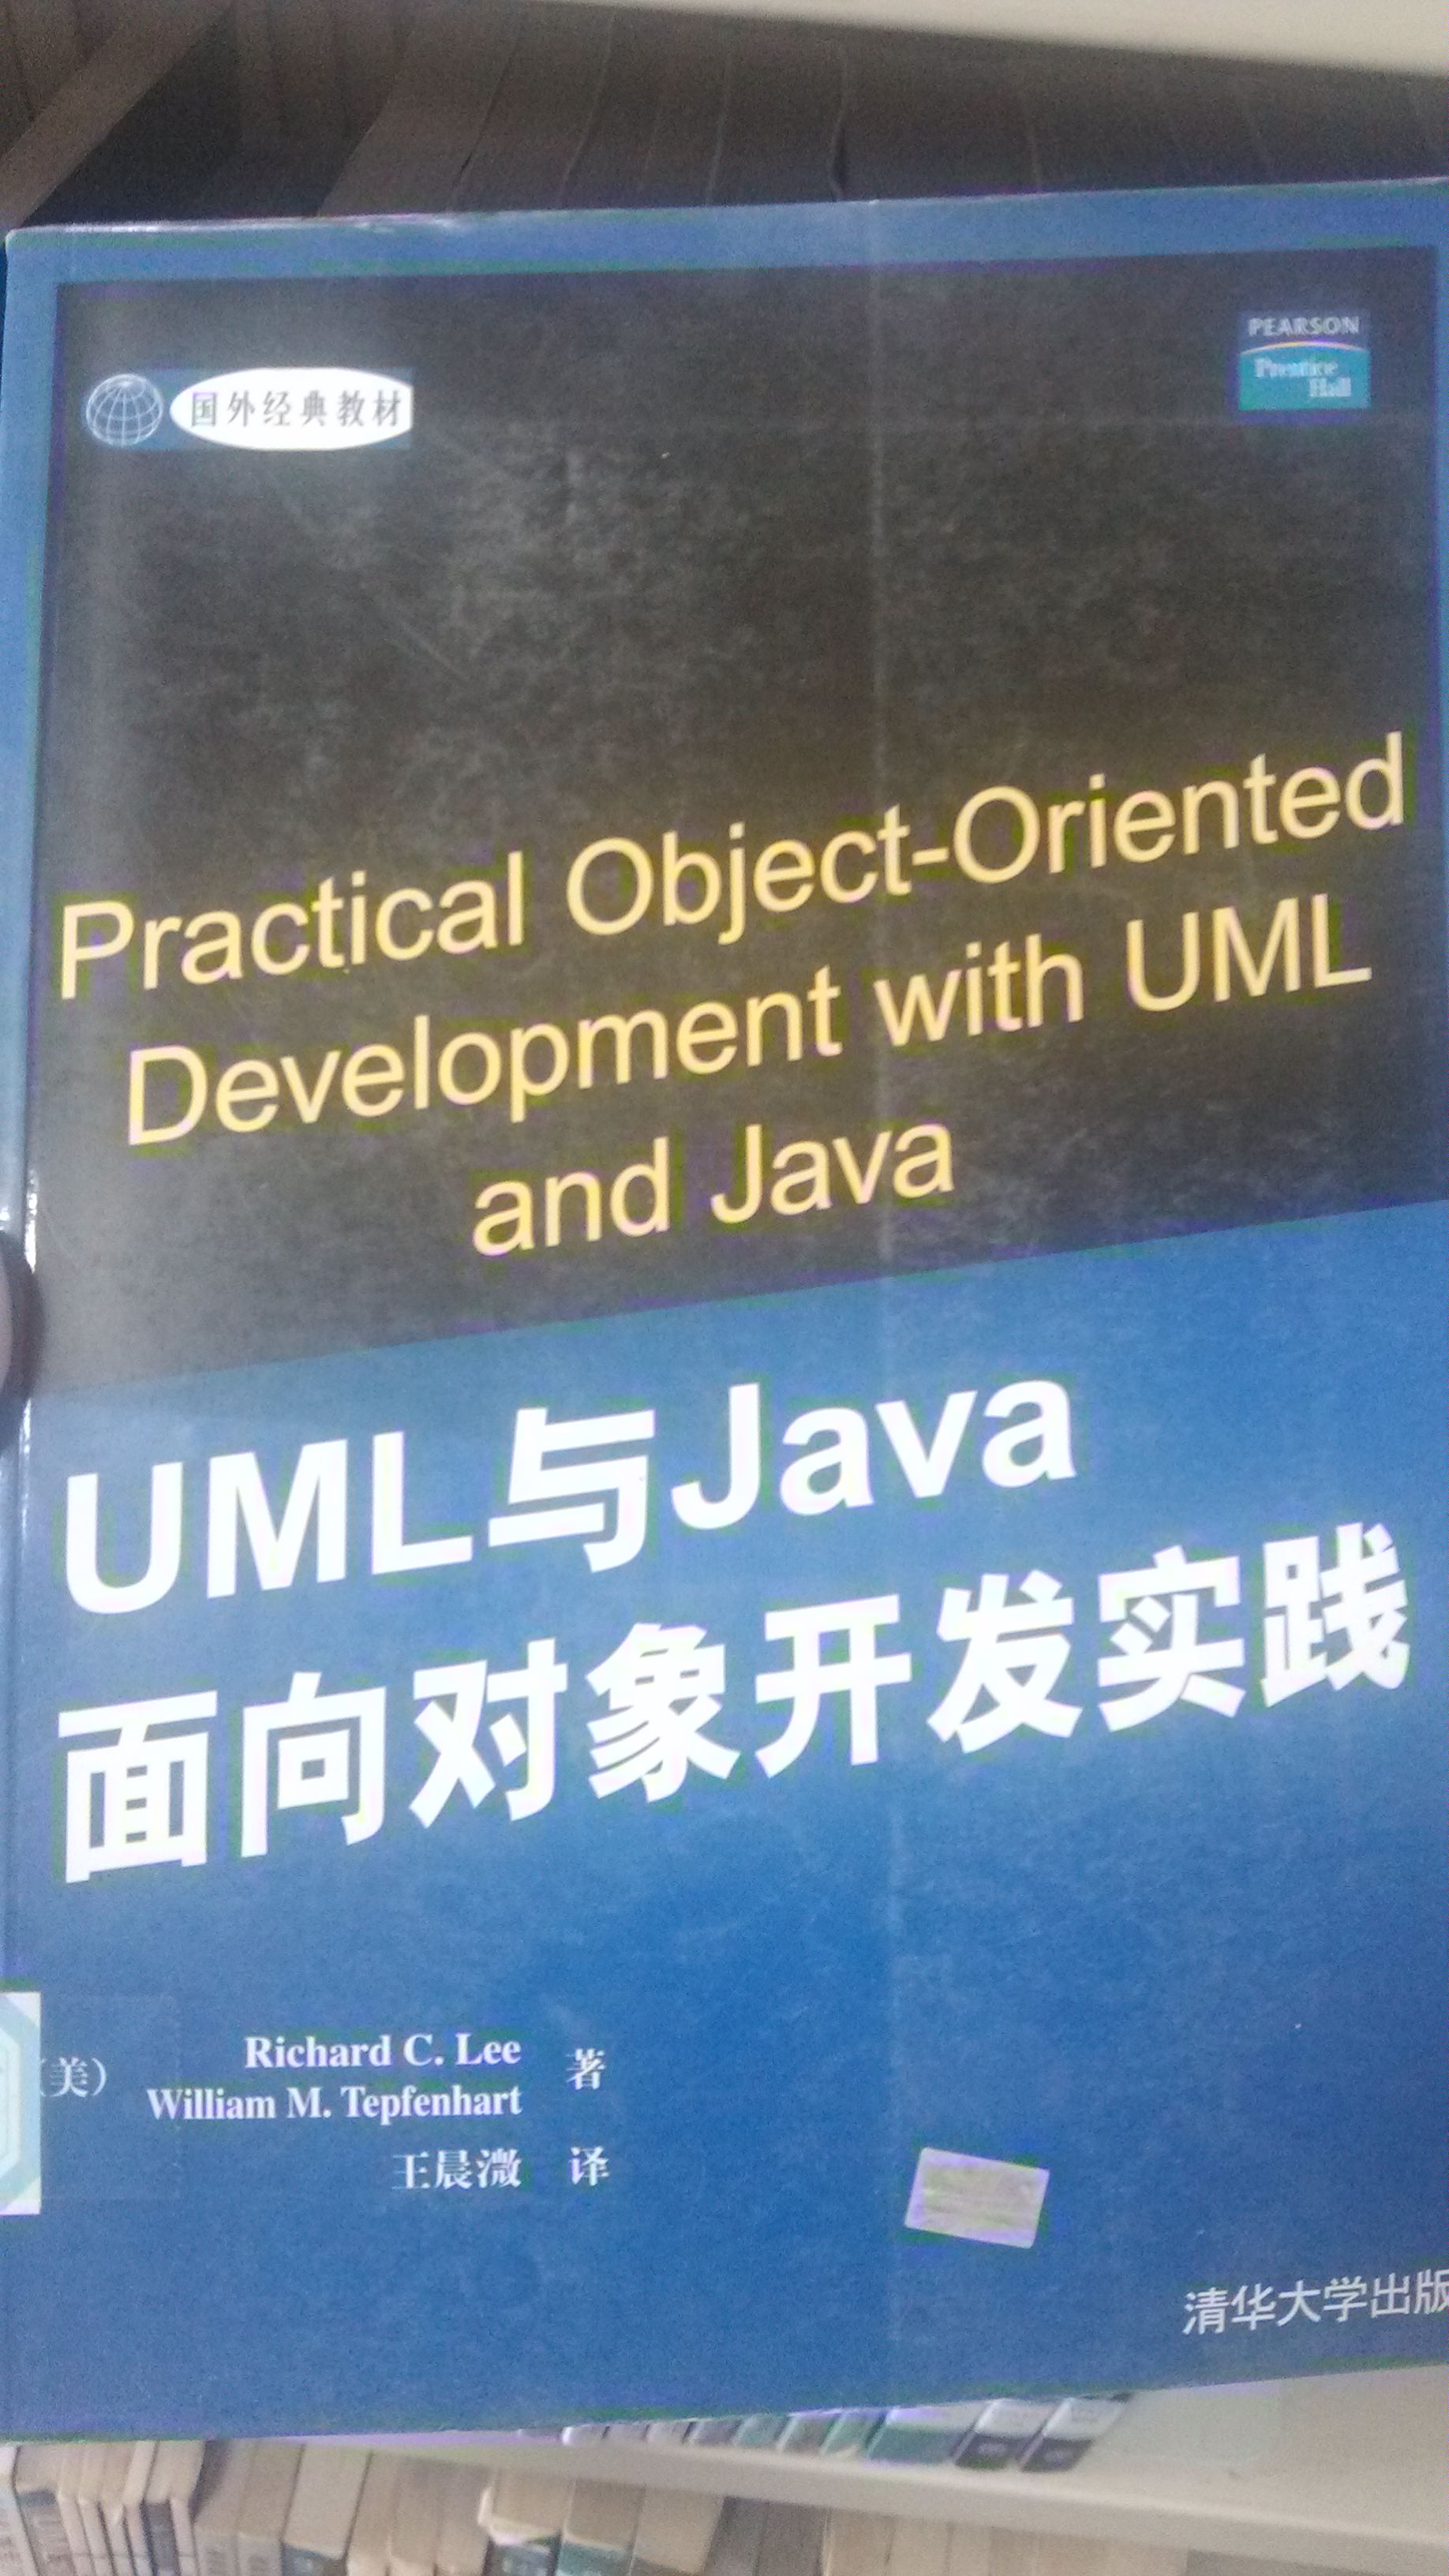 国外经典教材
PEARSON
Prentice
Hall
Practical Object-Oriented
Development with UML
and Java
UML与Java
面向对象开发实践
(美)
Richard C. Lee
William M. Tepfenhart
著
王晨溦 译
清华大学出版